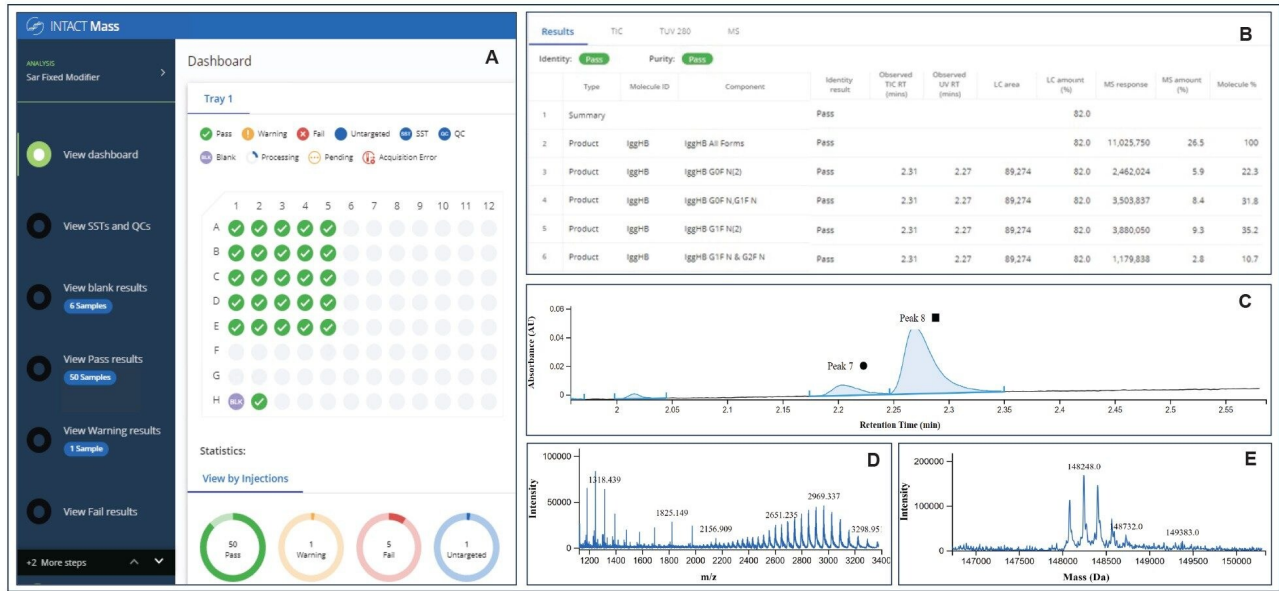 INTACT Mass
A
ANALYSIS
Sar Fixed Modifier
View dashboard
View SSTs and QCs
View blank results
6 Samples
View Pass results
50 Samples
View Warning results
1 Sample
View Fail results
+2 More steps
Dashboard
Tray 1
Pass Warning Fail Untargeted SST SST QC QC
BLK Blank Processing Pending Acquisition Error
1 2 3 4 5 6 7 8 9 10 11 12
A
B
C
D
E
F
G
H BLK
Statistics:
View by Injections
50 Pass
1 Warning
5 Fail
1 Untargeted
B
Results TIC TUV 280 MS
Identity: Pass Purity: Pass
Type Molecule ID Component Identity result Observed TIC RT (mins) Observed UV RT (mins) LC area LC amount (%) MS response MS amount (%) Molecule %
1 Summary Pass 82.0
2 Product IggHB IggHB All Forms Pass 82.0 11,025,750 26.5 100
3 Product IggHB IggHB G0F N(2) Pass 2.31 2.27 89,274 82.0 2,462,024 5.9 22.3
4 Product IggHB IggHB G0F N,G1F N Pass 2.31 2.27 89,274 82.0 3,503,837 8.4 31.8
5 Product IggHB IggHB G1F N(2) Pass 2.31 2.27 89,274 82.0 3,880,050 9.3 35.2
6 Product IggHB IggHB G1F N & G2F N Pass 2.31 2.27 89,274 82.0 1,179,838 2.8 10.7
C
Absorbance (AU)
0.06
0.04
0.02
0
Peak 7 ●
Peak 8 ■
2 2.05 2.1 2.15 2.2 2.25 2.3 2.35 2.4 2.45 2.5 2.55
Retention Time (min)
D
Intensity
100000
50000
0
1318.439
1825.149
2156.909
2651.235
2969.337
3298.95
1200 1400 1600 1800 2000 2200 2400 2600 2800 3000 3200 3400
m/z
E
Intensity
200000
100000
0
148248.0
148732.0
149383.0
147000 147500 148000 148500 149000 149500 150000
Mass (Da)